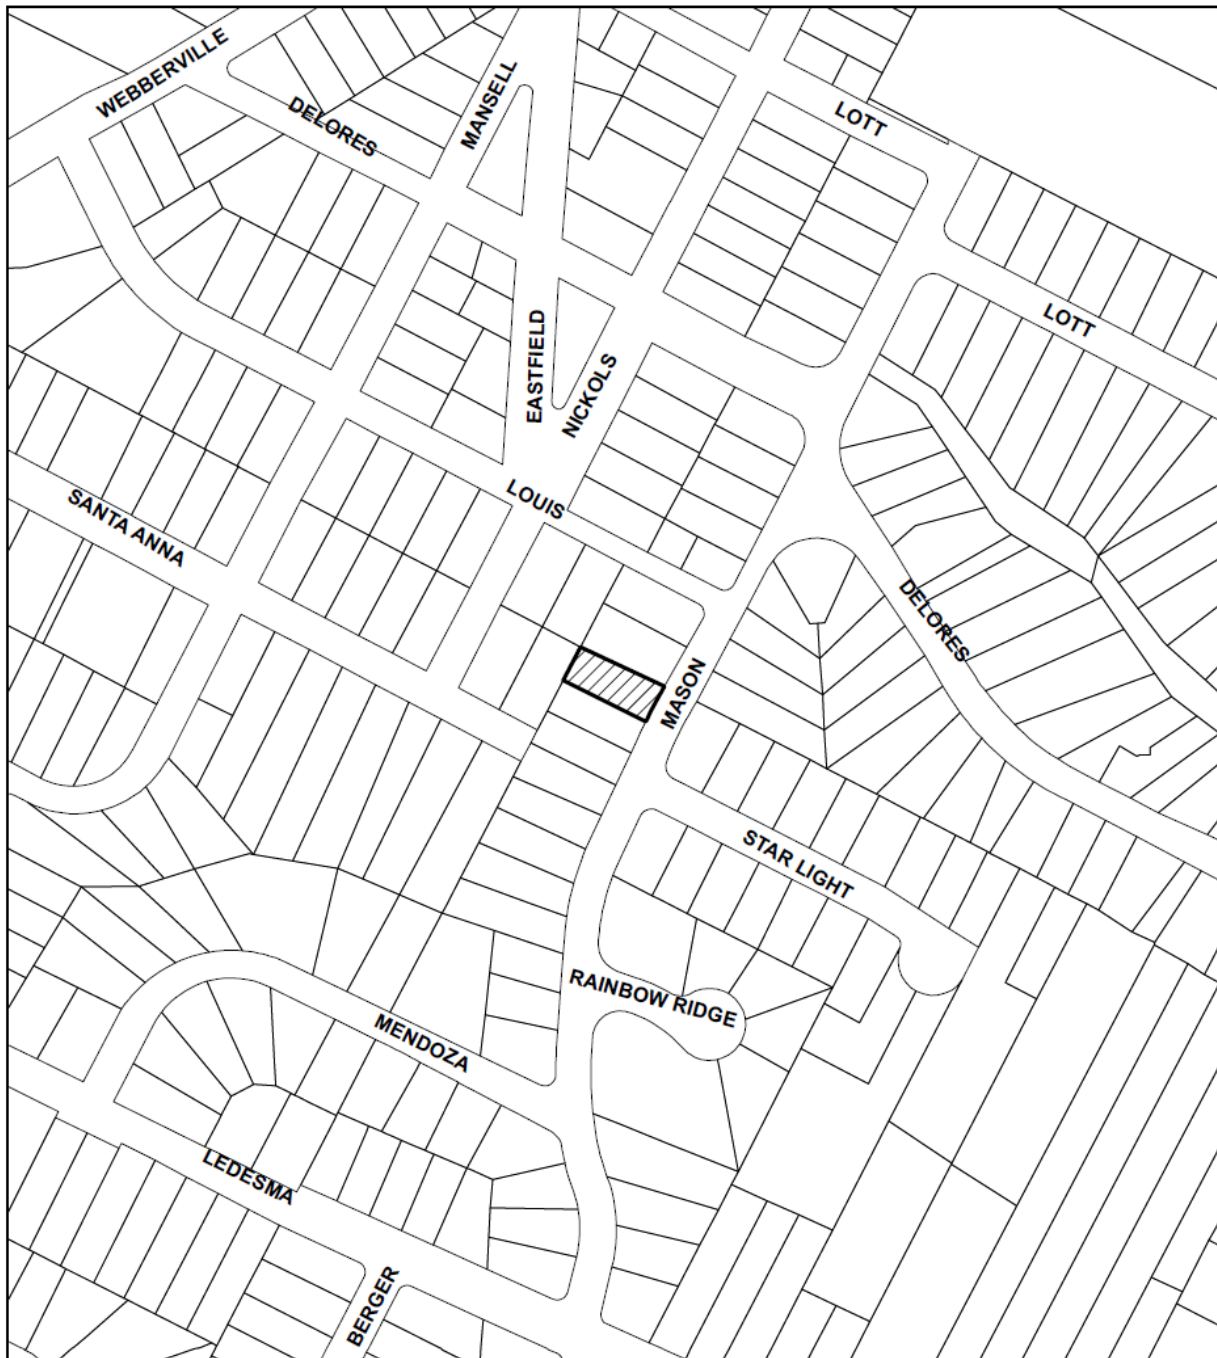 WEBBERVILLE
MANSELL
DELORES
LOTT
LOTT
EASTFIELD
NICKOLS
LOUIS
SANTA ANNA
DELORES
MASON
STAR LIGHT
RAINBOW RIDGE
MENDOZA
LEDESMA
BERGER